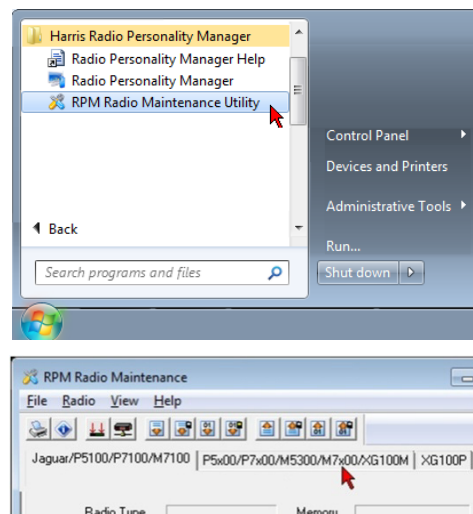 Harris Radio Personality Manager
Radio Personality Manager Help
Radio Personality Manager
RPM Radio Maintenance Utility
Control Panel
Devices and Printers
Administrative Tools
Back
Run...
Search programs and files
Shut down
RPM Radio Maintenance
File Radio View Help
Jaguar/P5100/P7100/M7100 P5x00/P7x00/M5300/M7x00/XG100M XG100P
Radio Type Memory